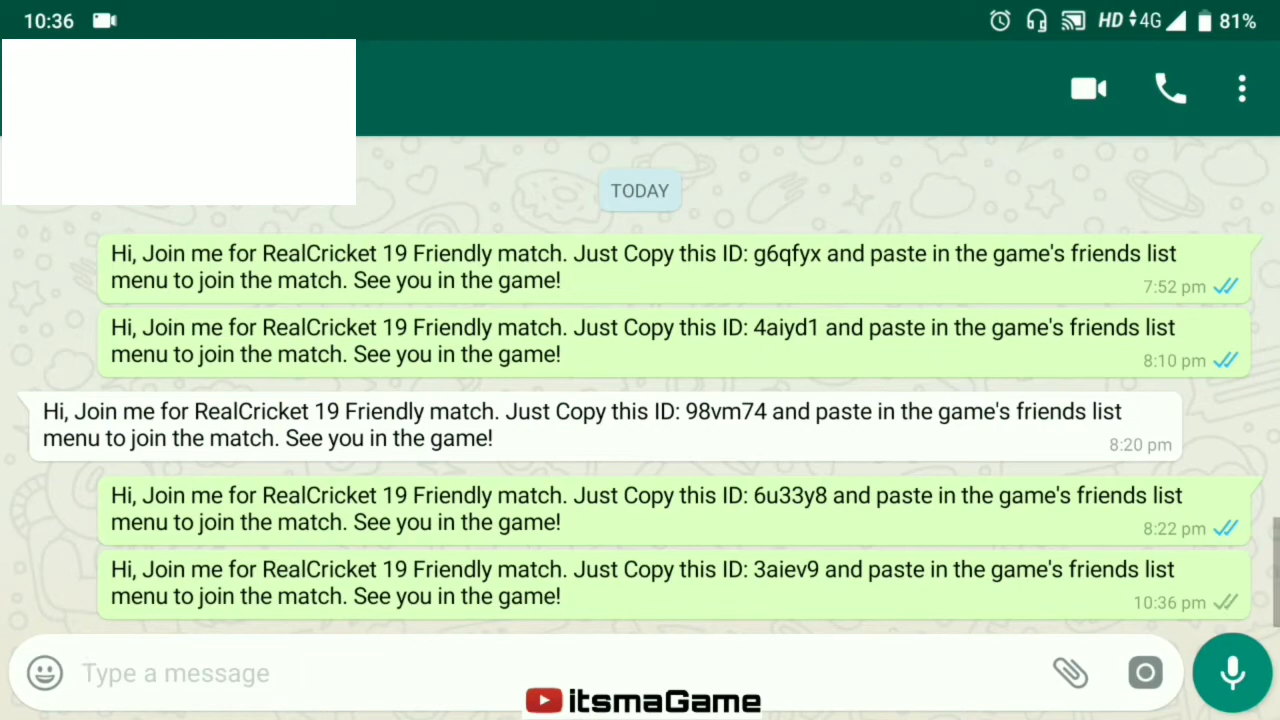 10:36 HD 4G 81%
TODAY
Hi, Join me for RealCricket 19 Friendly match. Just Copy this ID: g6qfyx and paste in the game's friends list
menu to join the match. See you in the game!
7:52 pm
Hi, Join me for RealCricket 19 Friendly match. Just Copy this ID: 4aiyd1 and paste in the game's friends list
menu to join the match. See you in the game!
8:10 pm
Hi, Join me for RealCricket 19 Friendly match. Just Copy this ID: 98vm74 and paste in the game's friends list
menu to join the match. See you in the game!
8:20 pm
Hi, Join me for RealCricket 19 Friendly match. Just Copy this ID: 6u33y8 and paste in the game's friends list
menu to join the match. See you in the game!
8:22 pm
Hi, Join me for RealCricket 19 Friendly match. Just Copy this ID: 3aiev9 and paste in the game's friends list
menu to join the match. See you in the game!
10:36 pm
Type a message
itsmaGame